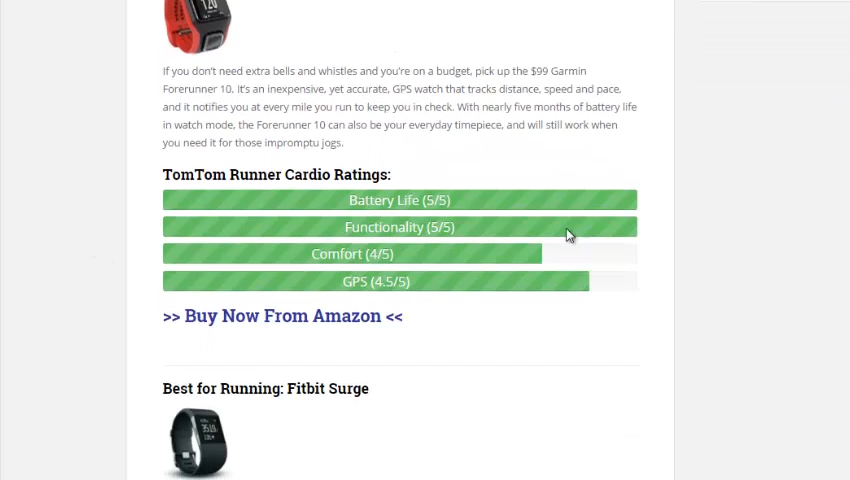 If you don't need extra bells and whistles and you're on a budget, pick up the $99 Garmin
Forerunner 10. It's an inexpensive, yet accurate, GPS watch that tracks distance, speed and pace,
and it notifies you at every mile you run to keep you in check. With nearly five months of battery life
in watch mode, the Forerunner 10 can also be your everyday timepiece, and will still work when
you need it for those impromptu jogs.
TomTom Runner Cardio Ratings:
Battery Life (5/5)
Functionality (5/5)
Comfort (4/5)
GPS (4.5/5)
>> Buy Now From Amazon <<
Best for Running: Fitbit Surge